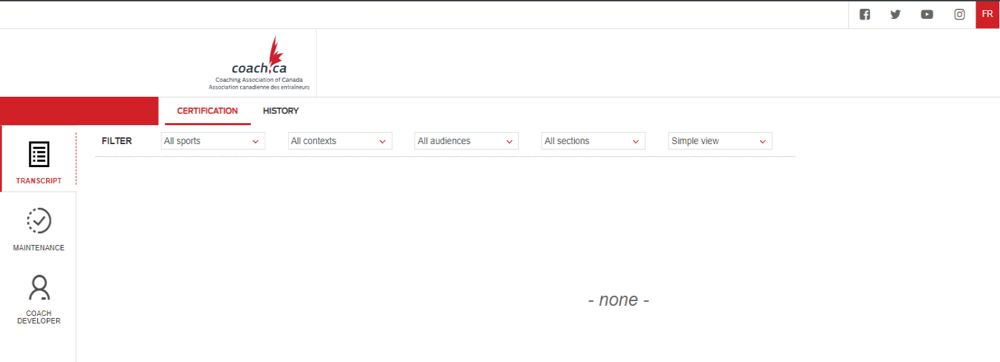 FR
coach.ca
Coaching Association of Canada
Association canadienne des entraîneurs
CERTIFICATION HISTORY
FILTER All sports All contexts All audiences All sections Simple view
TRANSCRIPT
MAINTENANCE
COACH
DEVELOPER
- none -